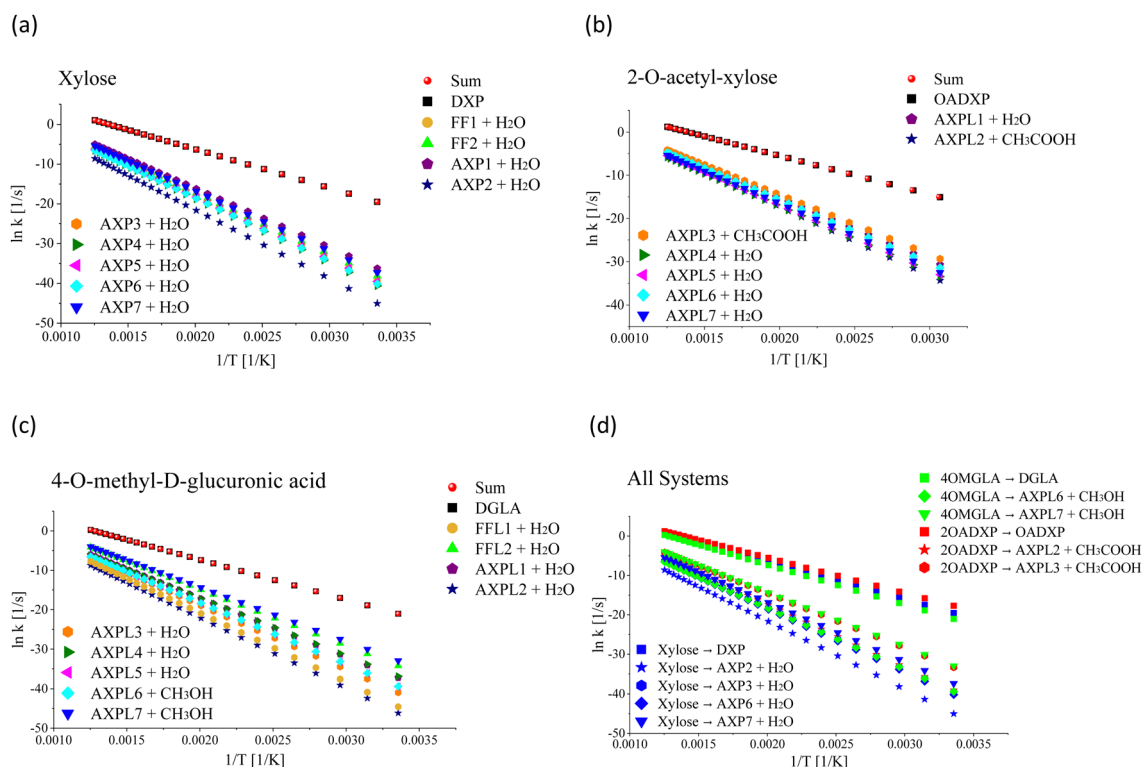 (a)
Xylose
Sum
DXP
FF1 + H2O
FF2 + H2O
AXP1 + H2O
AXP2 + H2O
AXP3 + H2O
AXP4 + H2O
AXP5 + H2O
AXP6 + H2O
AXP7 + H2O
ln k [1/s]
0
-10
-20
-30
-40
-50
0.0010 0.0015 0.0020 0.0025 0.0030 0.0035
1/T [1/K]
(b)
2-O-acetyl-xylose
Sum
OADXP
AXPL1 + H2O
AXPL2 + CH3COOH
AXPL3 + CH3COOH
AXPL4 + H2O
AXPL5 + H2O
AXPL6 + H2O
AXPL7 + H2O
ln k [1/s]
0
-10
-20
-30
-40
-50
0.0010 0.0015 0.0020 0.0025 0.0030 0.0035
1/T [1/K]
(c)
4-O-methyl-D-glucuronic acid
Sum
DGLA
FFL1 + H2O
FFL2 + H2O
AXPL1 + H2O
AXPL2 + H2O
AXPL3 + H2O
AXPL4 + H2O
AXPL5 + H2O
AXPL6 + CH3OH
AXPL7 + CH3OH
ln k [1/s]
0
-10
-20
-30
-40
-50
0.0010 0.0015 0.0020 0.0025 0.0030 0.0035
1/T [1/K]
(d)
All Systems
4OMGLA → DGLA
4OMGLA → AXPL6 + CH3OH
4OMGLA → AXPL7 + CH3OH
2OADXP → OADXP
2OADXP → AXPL2 + CH3COOH
2OADXP → AXPL3 + CH3COOH
Xylose → DXP
Xylose → AXP2 + H2O
Xylose → AXP3 + H2O
Xylose → AXP6 + H2O
Xylose → AXP7 + H2O
ln k [1/s]
0
-10
-20
-30
-40
-50
0.0010 0.0015 0.0020 0.0025 0.0030 0.0035
1/T [1/K]